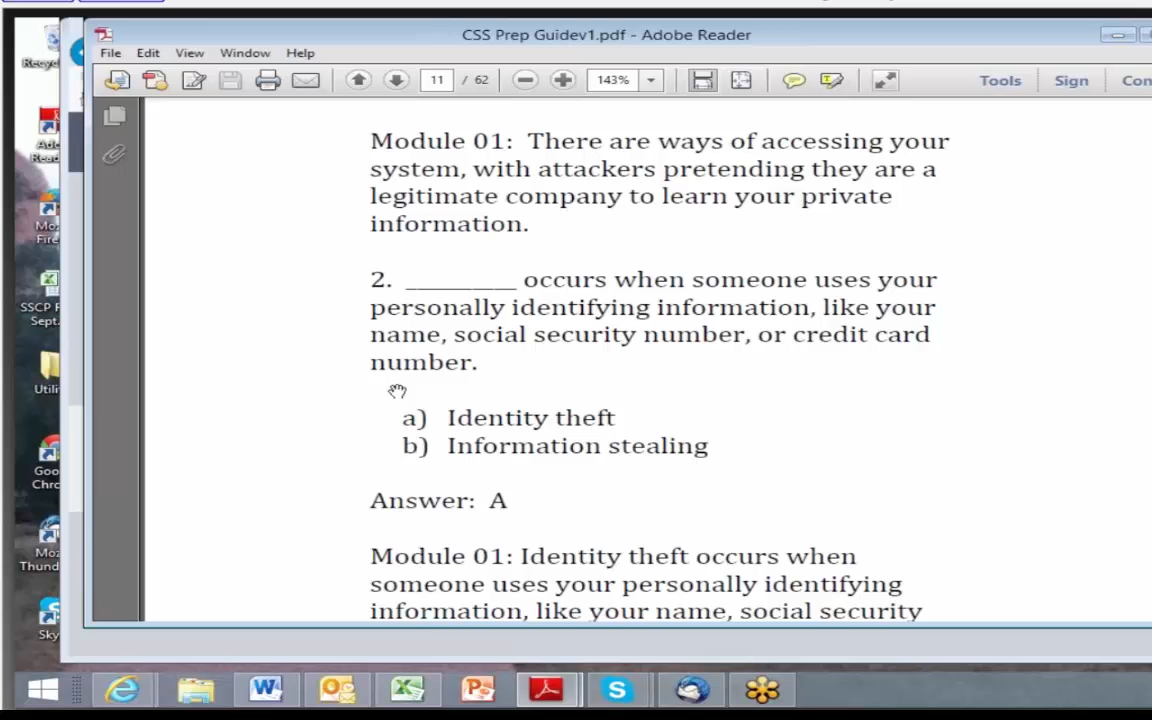 CSS Prep Guidev1.pdf - Adobe Reader
File Edit View Window Help
11 / 62
143%
Tools Sign
Module 01: There are ways of accessing your
system, with attackers pretending they are a
legitimate company to learn your private
information.
2. _________ occurs when someone uses your
personally identifying information, like your
name, social security number, or credit card
number.
a) Identity theft
b) Information stealing
Answer: A
Module 01: Identity theft occurs when
someone uses your personally identifying
information, like your name, social security
SSCP
Sept.